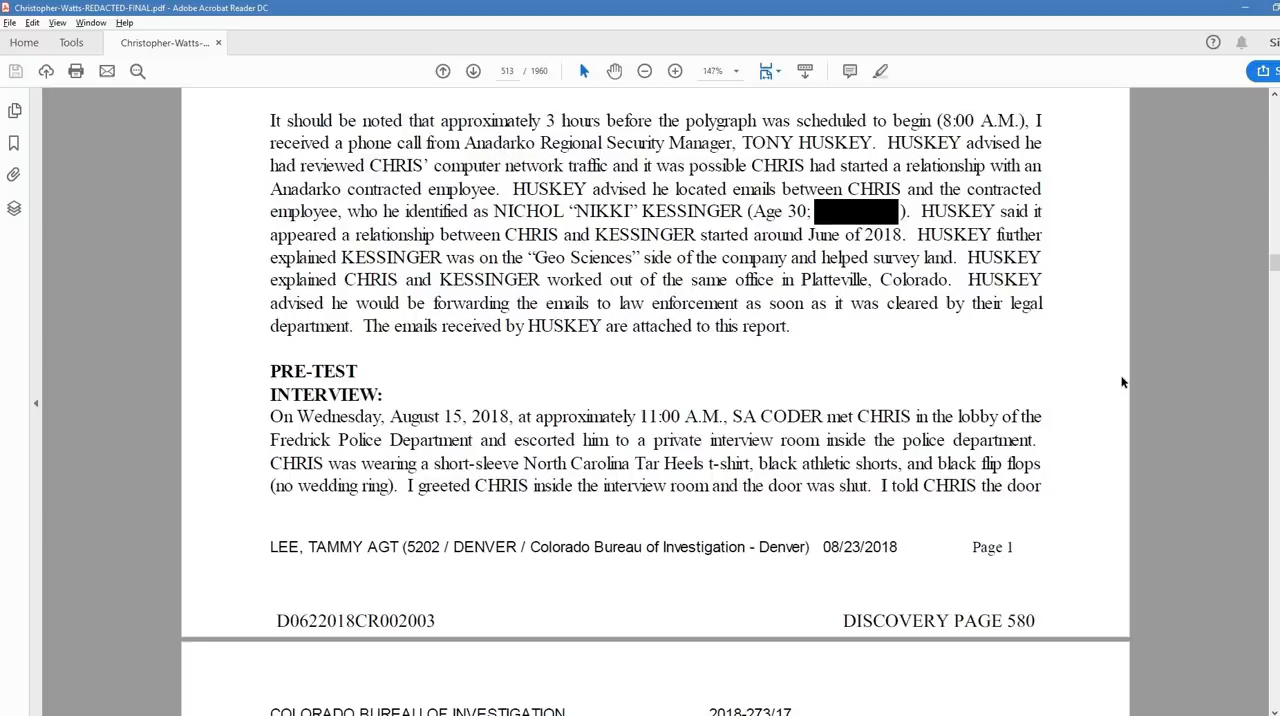 Christopher-Watts-REDACTED-FINAL.pdf - Adobe Acrobat Reader DC
File Edit View Window Help
Home Tools Christopher-Watts-... ×
513 / 1960 147%
It should be noted that approximately 3 hours before the polygraph was scheduled to begin (8:00 A.M.), I
received a phone call from Anadarko Regional Security Manager, TONY HUSKEY. HUSKEY advised he
had reviewed CHRIS’ computer network traffic and it was possible CHRIS had started a relationship with an
Anadarko contracted employee. HUSKEY advised he located emails between CHRIS and the contracted
employee, who he identified as NICHOL “NIKKI” KESSINGER (Age 30; ). HUSKEY said it
appeared a relationship between CHRIS and KESSINGER started around June of 2018. HUSKEY further
explained KESSINGER was on the “Geo Sciences” side of the company and helped survey land. HUSKEY
explained CHRIS and KESSINGER worked out of the same office in Platteville, Colorado. HUSKEY
advised he would be forwarding the emails to law enforcement as soon as it was cleared by their legal
department. The emails received by HUSKEY are attached to this report.
PRE-TEST
INTERVIEW:
On Wednesday, August 15, 2018, at approximately 11:00 A.M., SA CODER met CHRIS in the lobby of the
Fredrick Police Department and escorted him to a private interview room inside the police department.
CHRIS was wearing a short-sleeve North Carolina Tar Heels t-shirt, black athletic shorts, and black flip flops
(no wedding ring). I greeted CHRIS inside the interview room and the door was shut. I told CHRIS the door
LEE, TAMMY AGT (5202 / DENVER / Colorado Bureau of Investigation - Denver) 08/23/2018 Page 1
D0622018CR002003 DISCOVERY PAGE 580
COLORADO BUREAU OF INVESTIGATION 2018-273/17